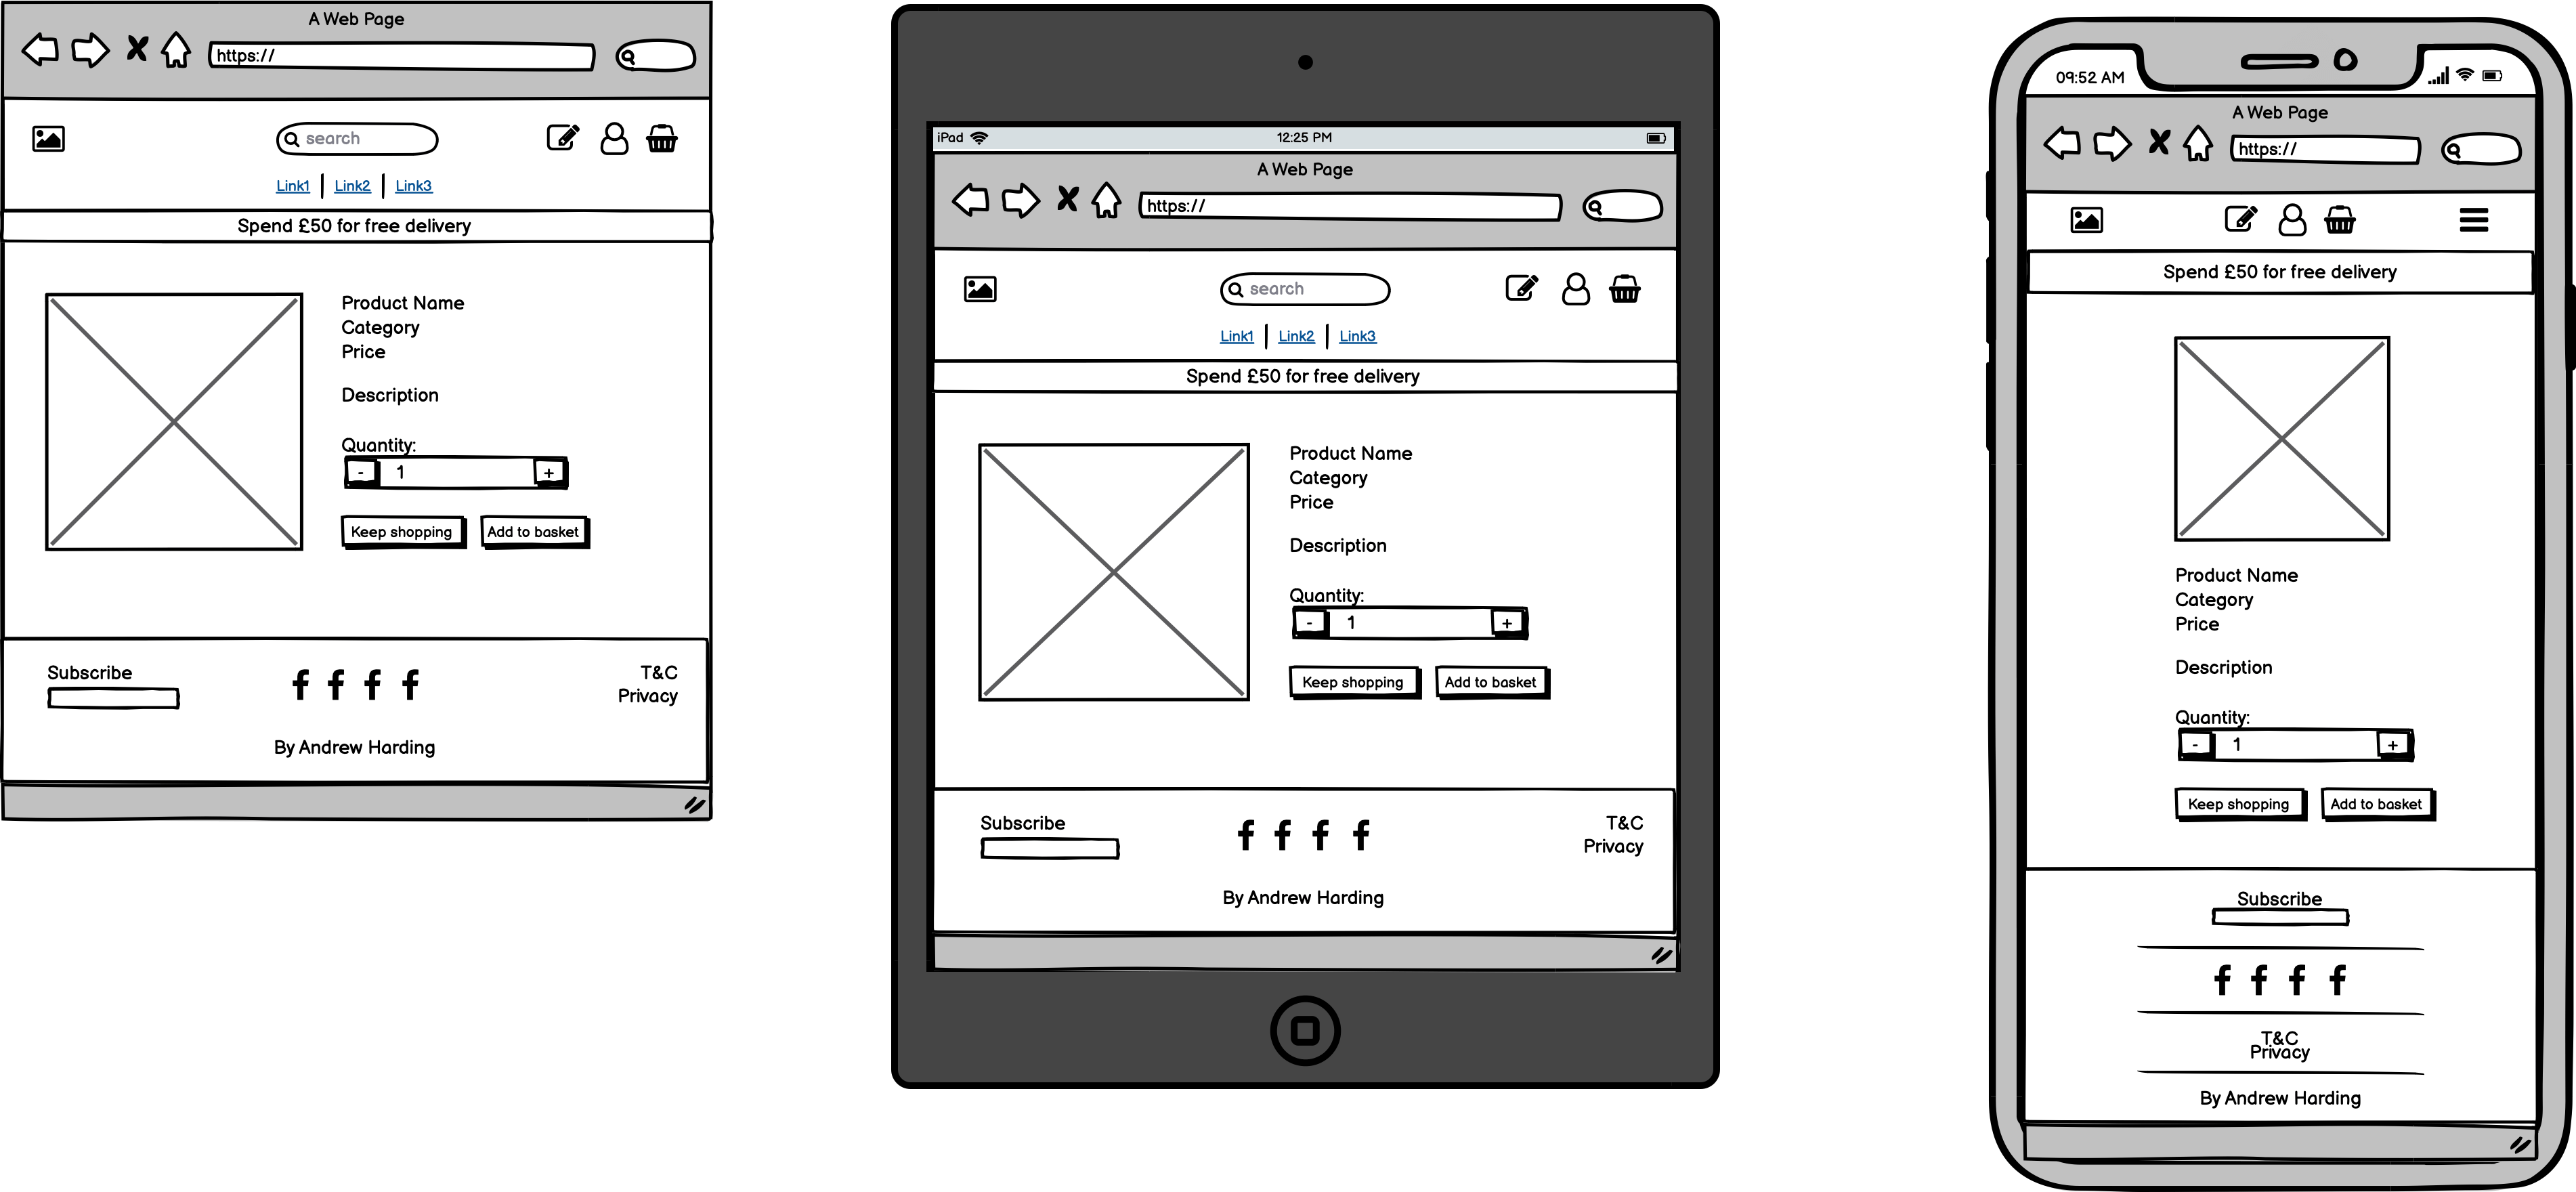 A Web Page
https://
search
Link1 Link2 Link3
Spend £50 for free delivery
Product Name
Category
Price
Description
Quantity:
- 1 +
Keep shopping Add to basket
Subscribe
T&C
Privacy
By Andrew Harding
iPad 12:25 PM
A Web Page
https://
search
Link1 Link2 Link3
Spend £50 for free delivery
Product Name
Category
Price
Description
Quantity:
- 1 +
Keep shopping Add to basket
Subscribe
T&C
Privacy
By Andrew Harding
09:52 AM
A Web Page
https://
Spend £50 for free delivery
Product Name
Category
Price
Description
Quantity:
- 1 +
Keep shopping Add to basket
Subscribe
T&C
Privacy
By Andrew Harding